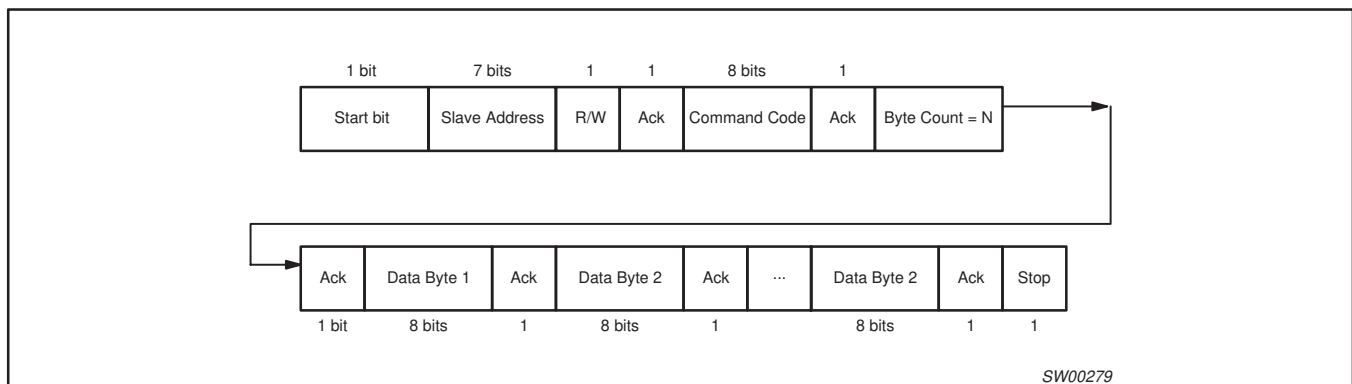 1 bit 7 bits 1 1 8 bits 1
Start bit Slave Address R/W Ack Command Code Ack Byte Count = N
Ack Data Byte 1 Ack Data Byte 2 Ack ... Data Byte 2 Ack Stop
1 bit 8 bits 1 8 bits 1 8 bits 1 1
SW00279